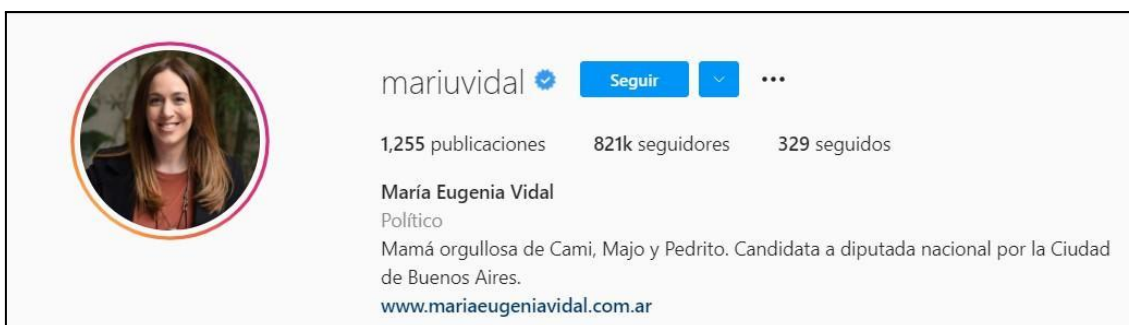 mariuvidal Seguir
1,255 publicaciones 821k seguidores 329 seguidos
María Eugenia Vidal
Político
Mamá orgullosa de Cami, Majo y Pedrito. Candidata a diputada nacional por la Ciudad
de Buenos Aires.
www.mariaeugeniavidal.com.ar